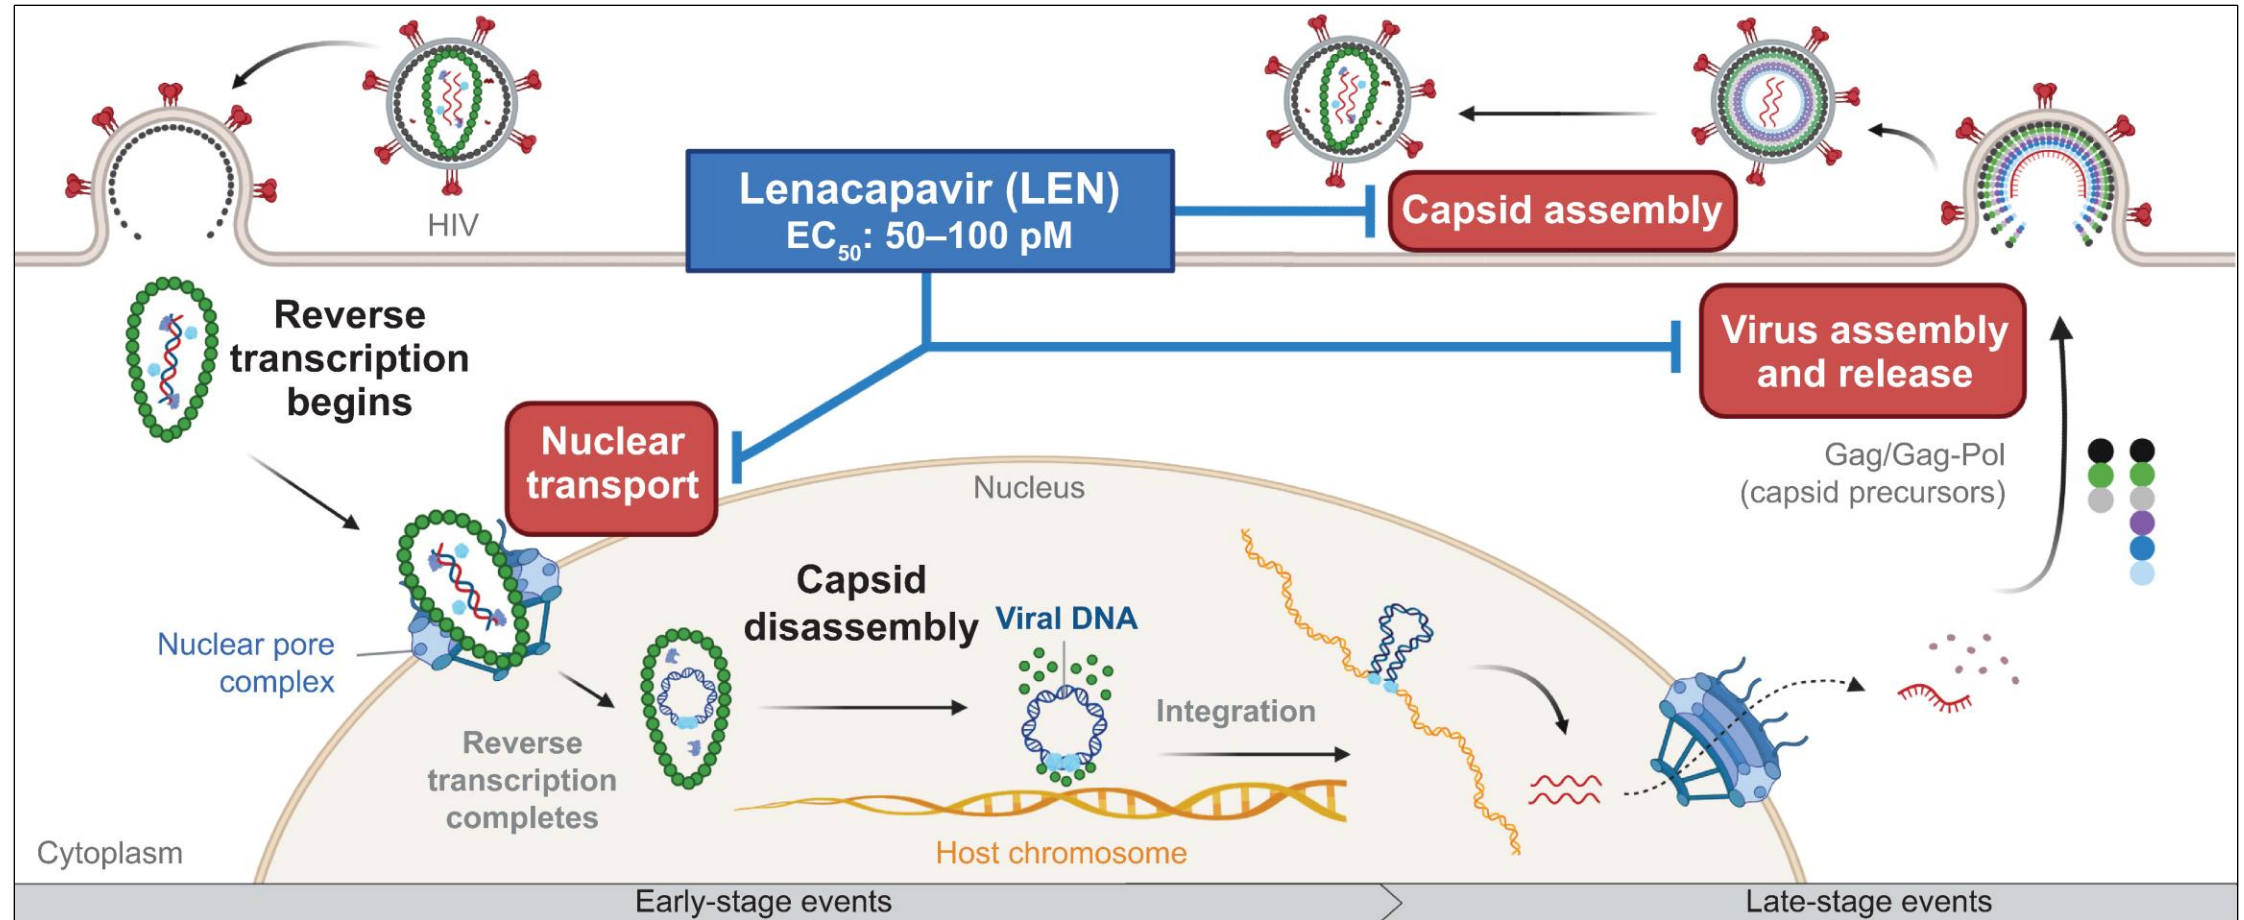 HIV
Lenacapavir (LEN)
EC50: 50–100 pM
Capsid assembly
Reverse
transcription
begins
Virus assembly
and release
Nuclear
transport
Nucleus
Gag/Gag-Pol
(capsid precursors)
Capsid
disassembly
Viral DNA
Nuclear pore
complex
Integration
Reverse
transcription
completes
Cytoplasm
Host chromosome
Early-stage events
Late-stage events